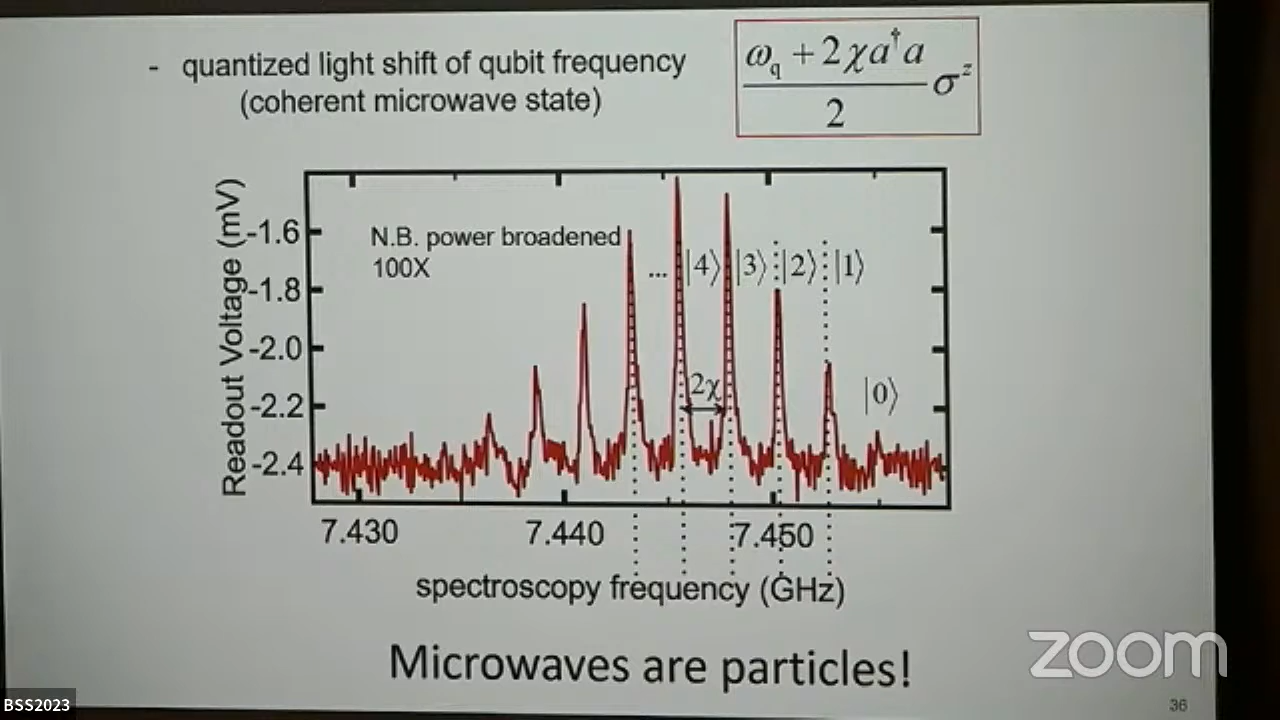 - quantized light shift of qubit frequency
(coherent microwave state)
ω_q + 2χa†a
2
σ^z
Readout Voltage (mV)
-1.6
-1.8
-2.0
-2.2
-2.4
N.B. power broadened
100X
... |4⟩ |3⟩ |2⟩ |1⟩
2χ
|0⟩
7.430 7.440 7.450
spectroscopy frequency (GHz)
Microwaves are particles!
zoom
BSS2023
36